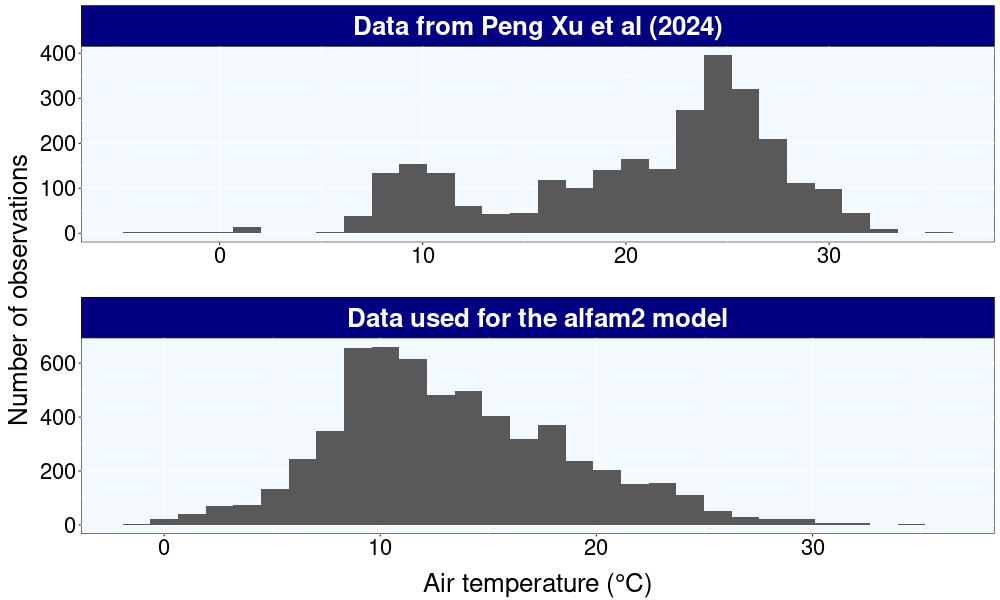 Data from Peng Xu et al (2024)
400
300
200
100
0
0 10 20 30
Number of observations
Data used for the alfam2 model
600
400
200
0
0 10 20 30
Air temperature (°C)